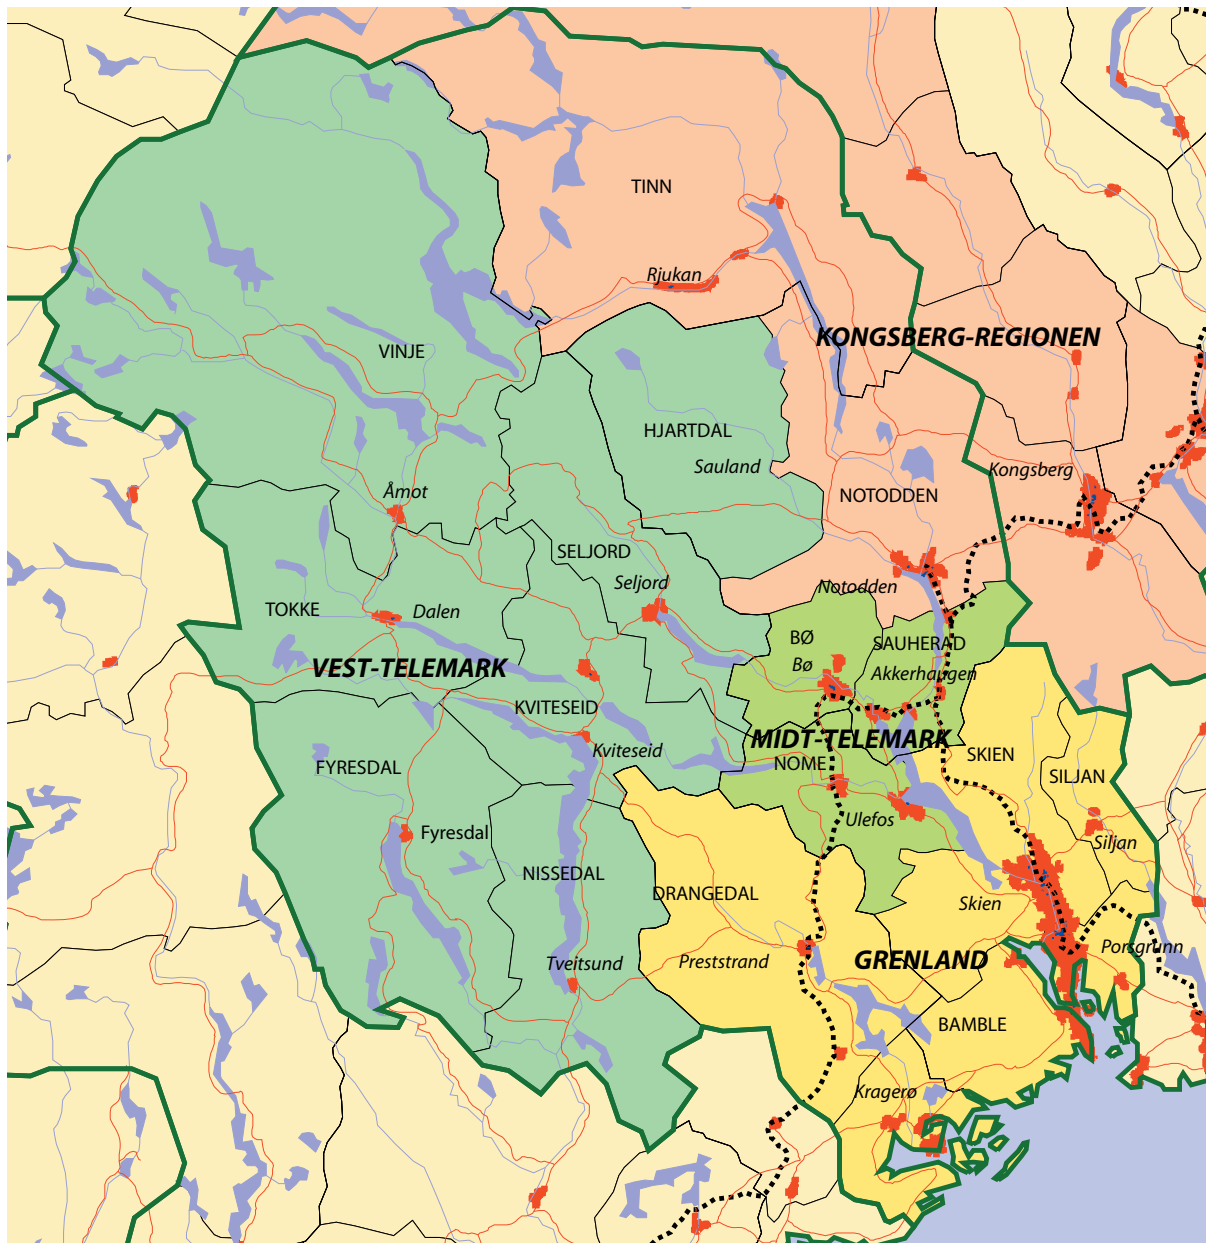 TINN
Rjukan
KONGSBERG-REGIONEN
VINJE
HJARTDAL
Sauland
Kongsberg
Åmot
NOTODDEN
SELJORD
Seljord
Notodden
TOKKE
Dalen
BØ
SAUHERAD
Bø
Akkerhaugen
VEST-TELEMARK
KVITESEID
Kviteseid
MIDT-TELEMARK
NOME
SKIEN
FYRESDAL
SILJAN
Fyresdal
Ulefos
Siljan
NISSEDAL
DRANGEDAL
Skien
Tveitsund
Preststrand
GRENLAND
Porsgrunn
BAMBLE
Kragerø